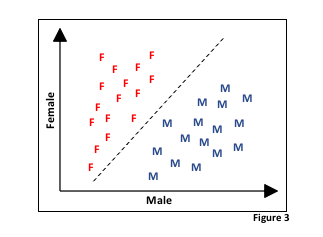 F F
F F
F F F
F F M
F M M M
F F F M M M M
F M M
F M M M
F M M
M
Female
Male
Figure 3